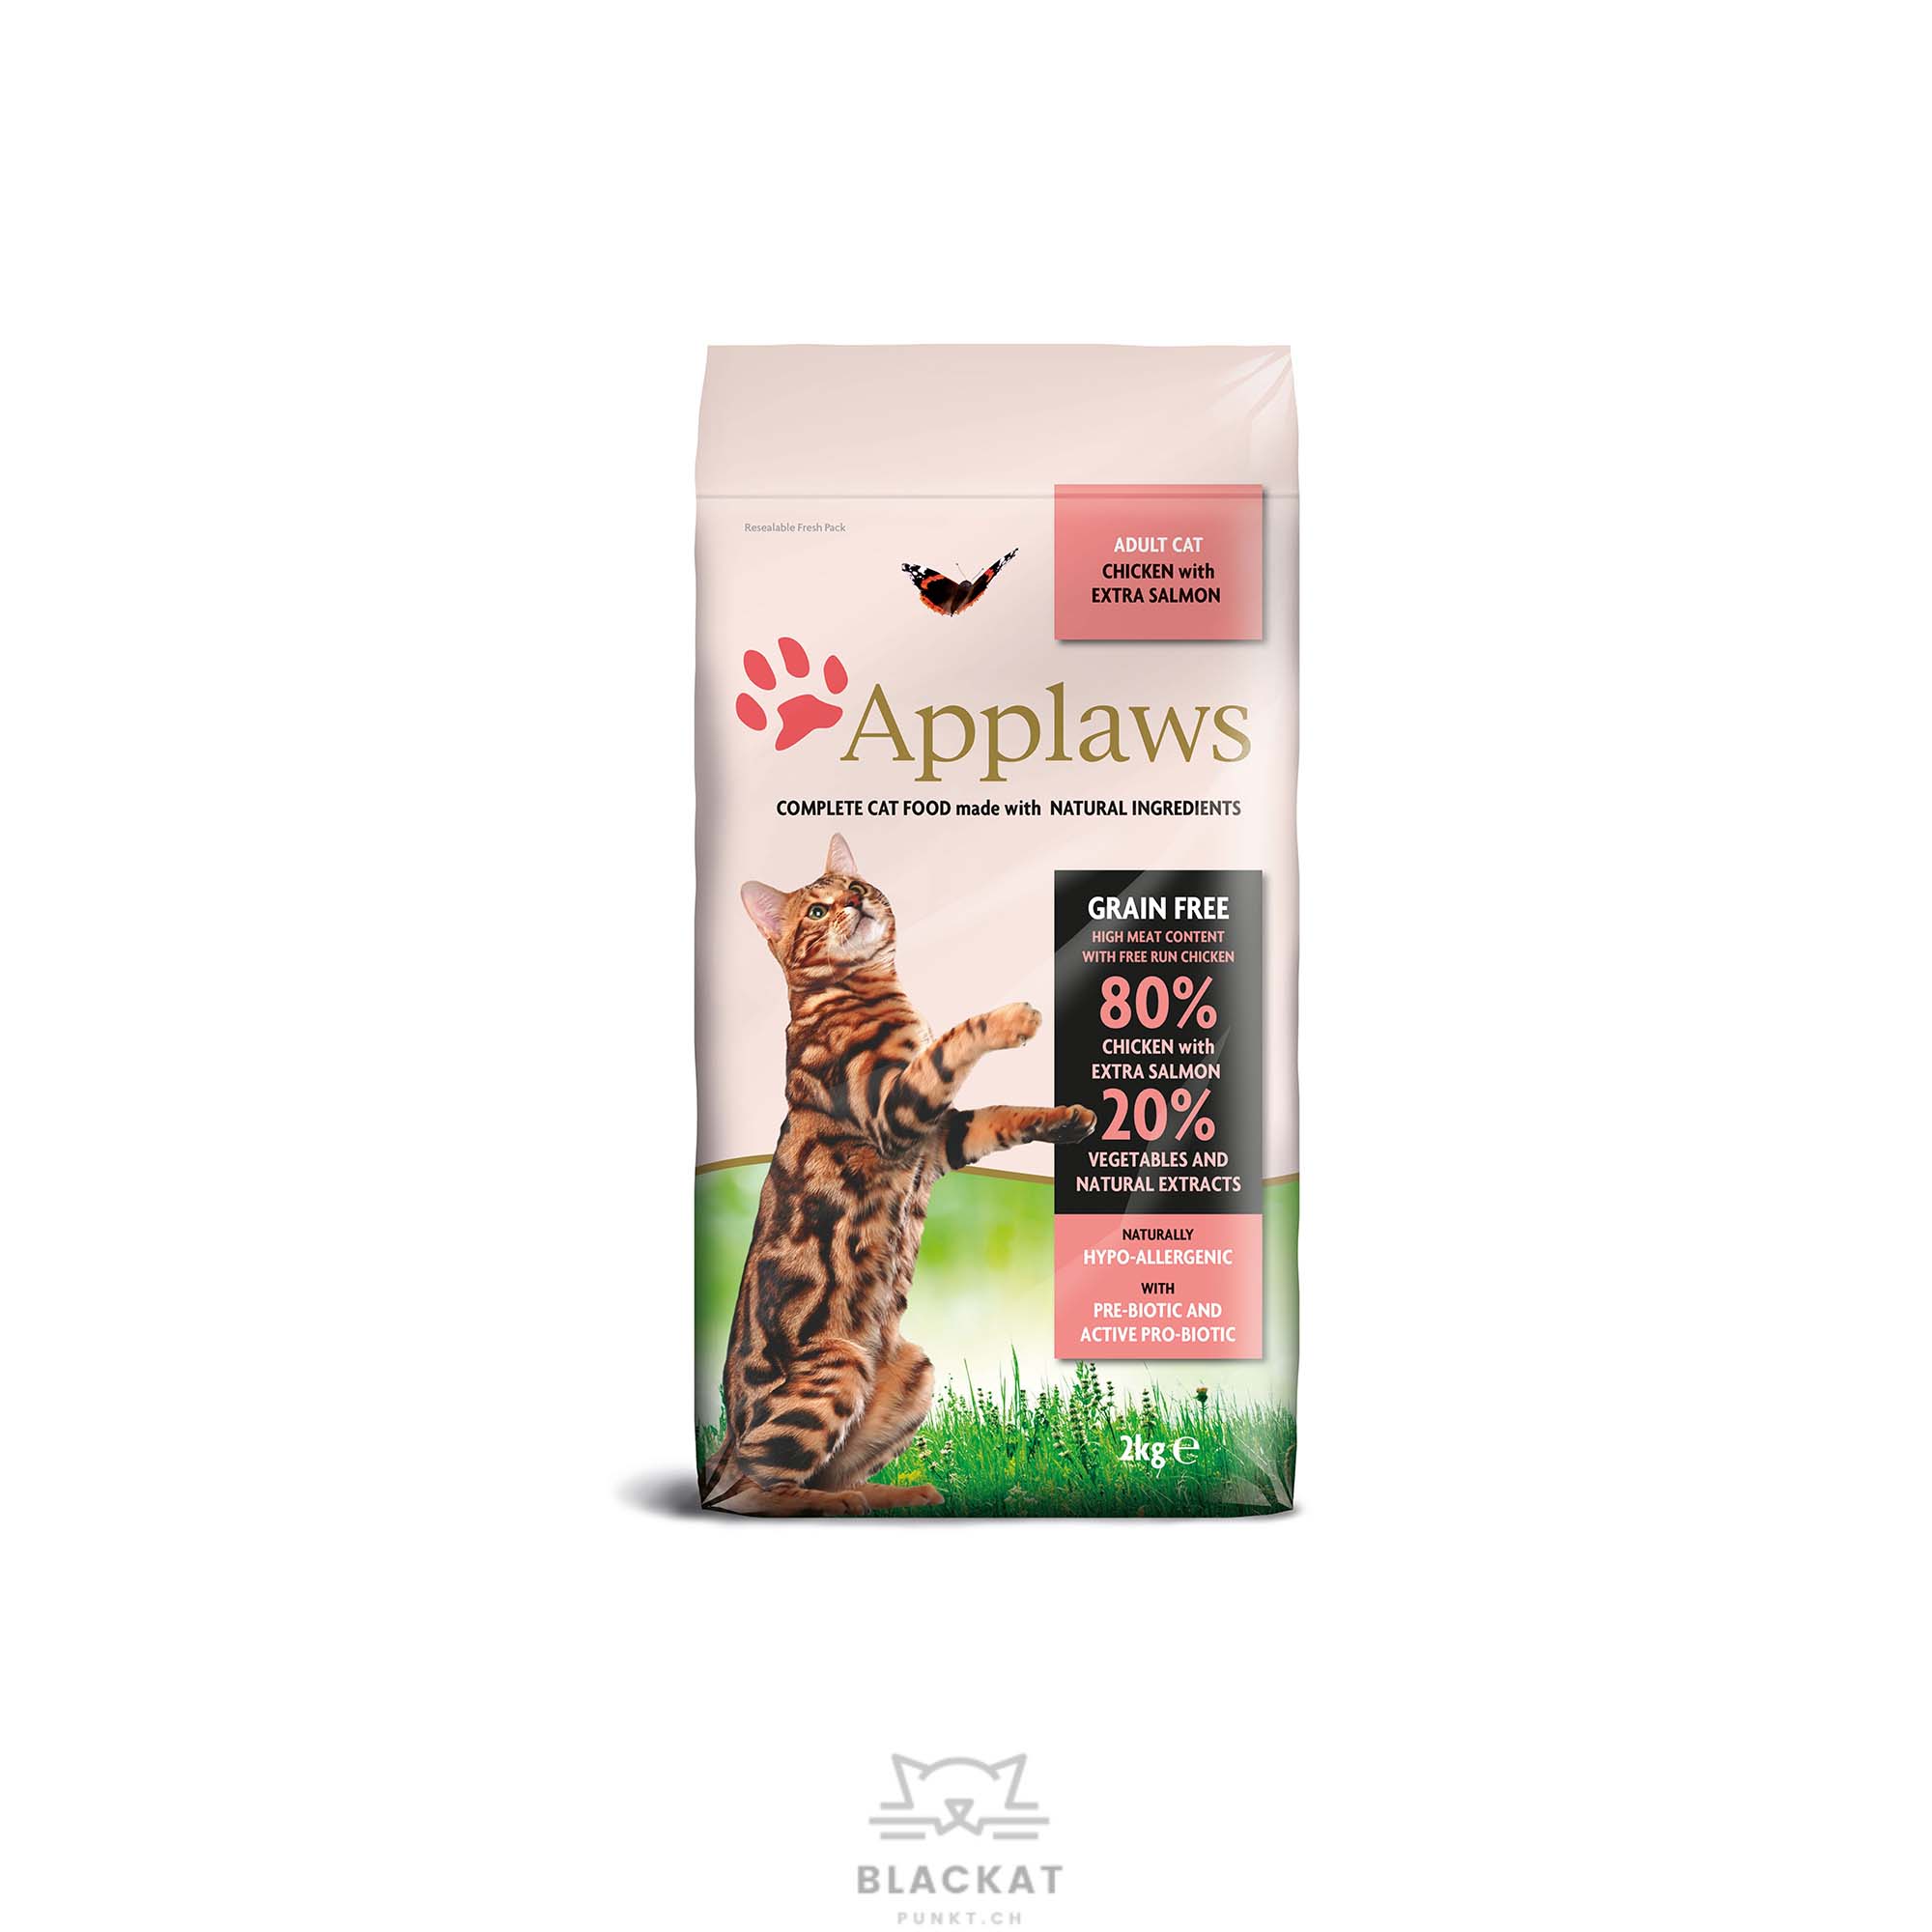 Resealable Fresh Pack
ADULT CAT
CHICKEN with
EXTRA SALMON
Applaws
COMPLETE CAT FOOD made with NATURAL INGREDIENTS
GRAIN FREE
HIGH MEAT CONTENT
WITH FREE RUN CHICKEN
80%
CHICKEN with
EXTRA SALMON
20%
VEGETABLES AND
NATURAL EXTRACTS
NATURALLY
HYPO-ALLERGENIC
WITH
PRE-BIOTIC AND
ACTIVE PRO-BIOTIC
2kg ℮
BLACKAT
PUNKT.CH